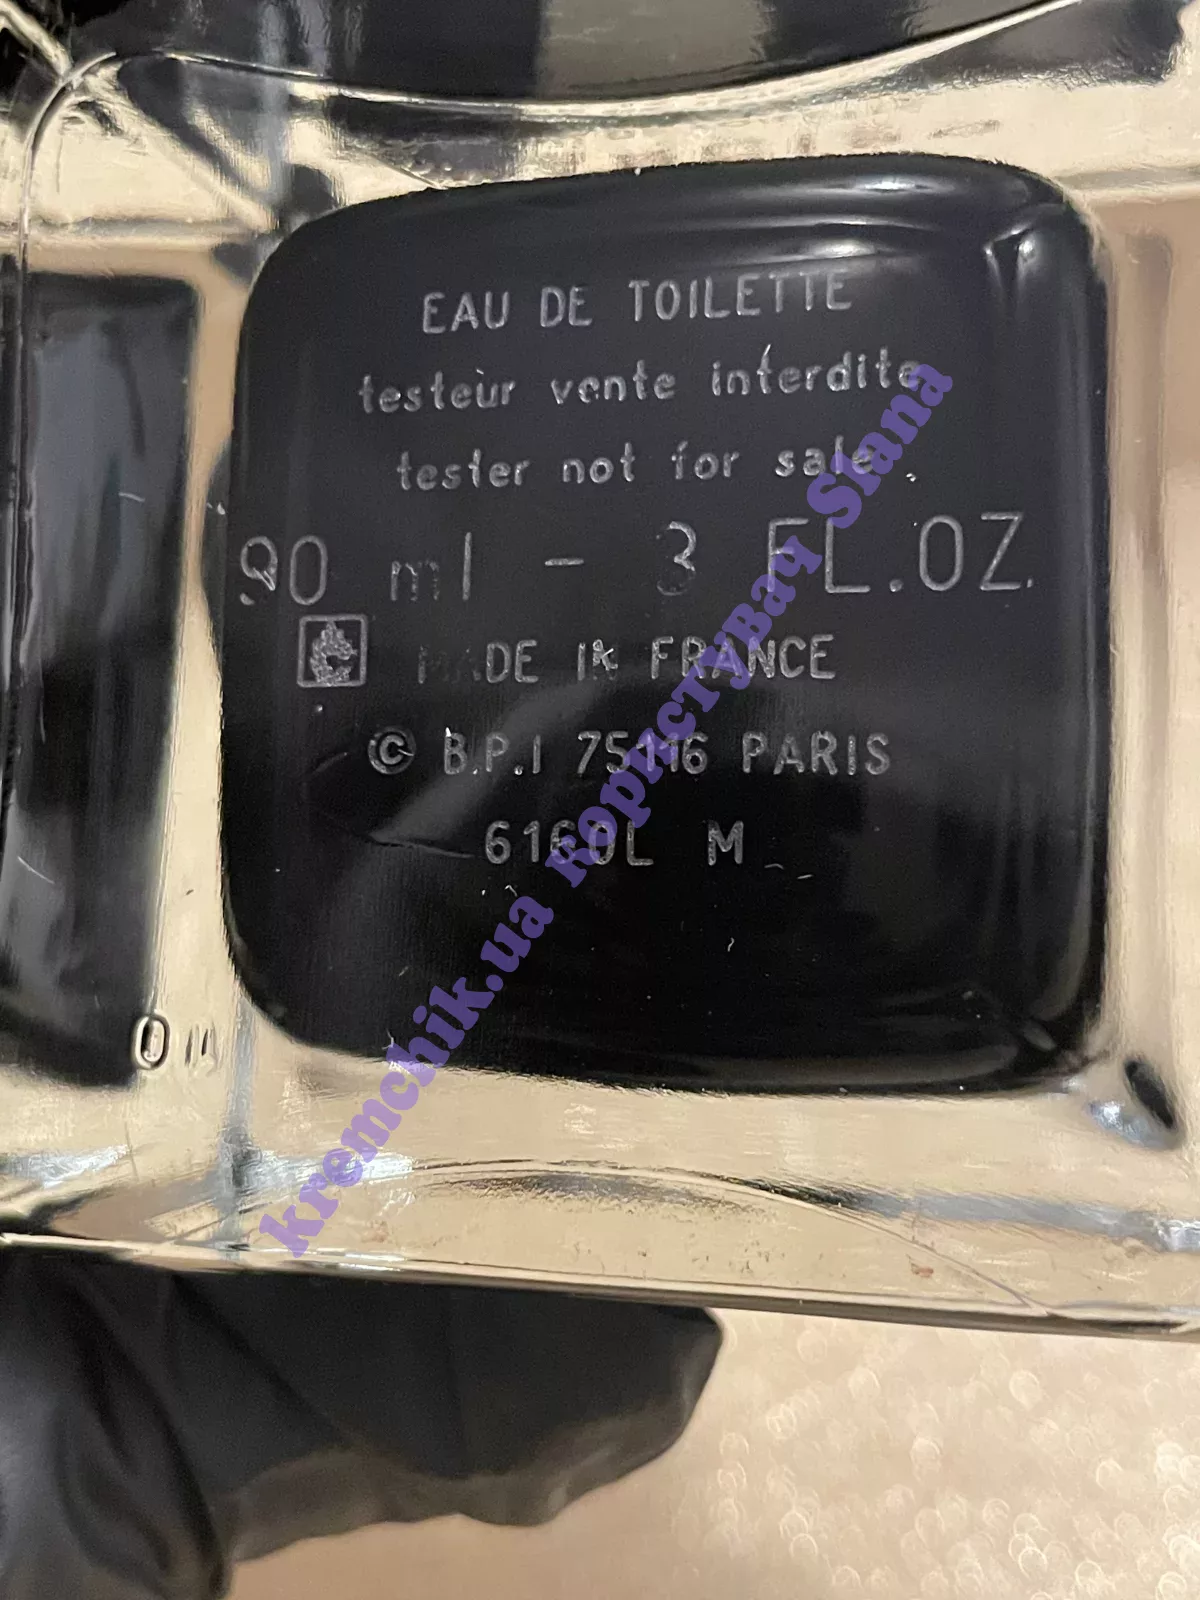 EAU DE TOILETTE
testeur vente interdite
tester not for sale
90 ml - 3 FL.OZ.
MADE IN FRANCE
© B.P.I 75116 PARIS
6160L M
kremchik.ua Користувач Slana